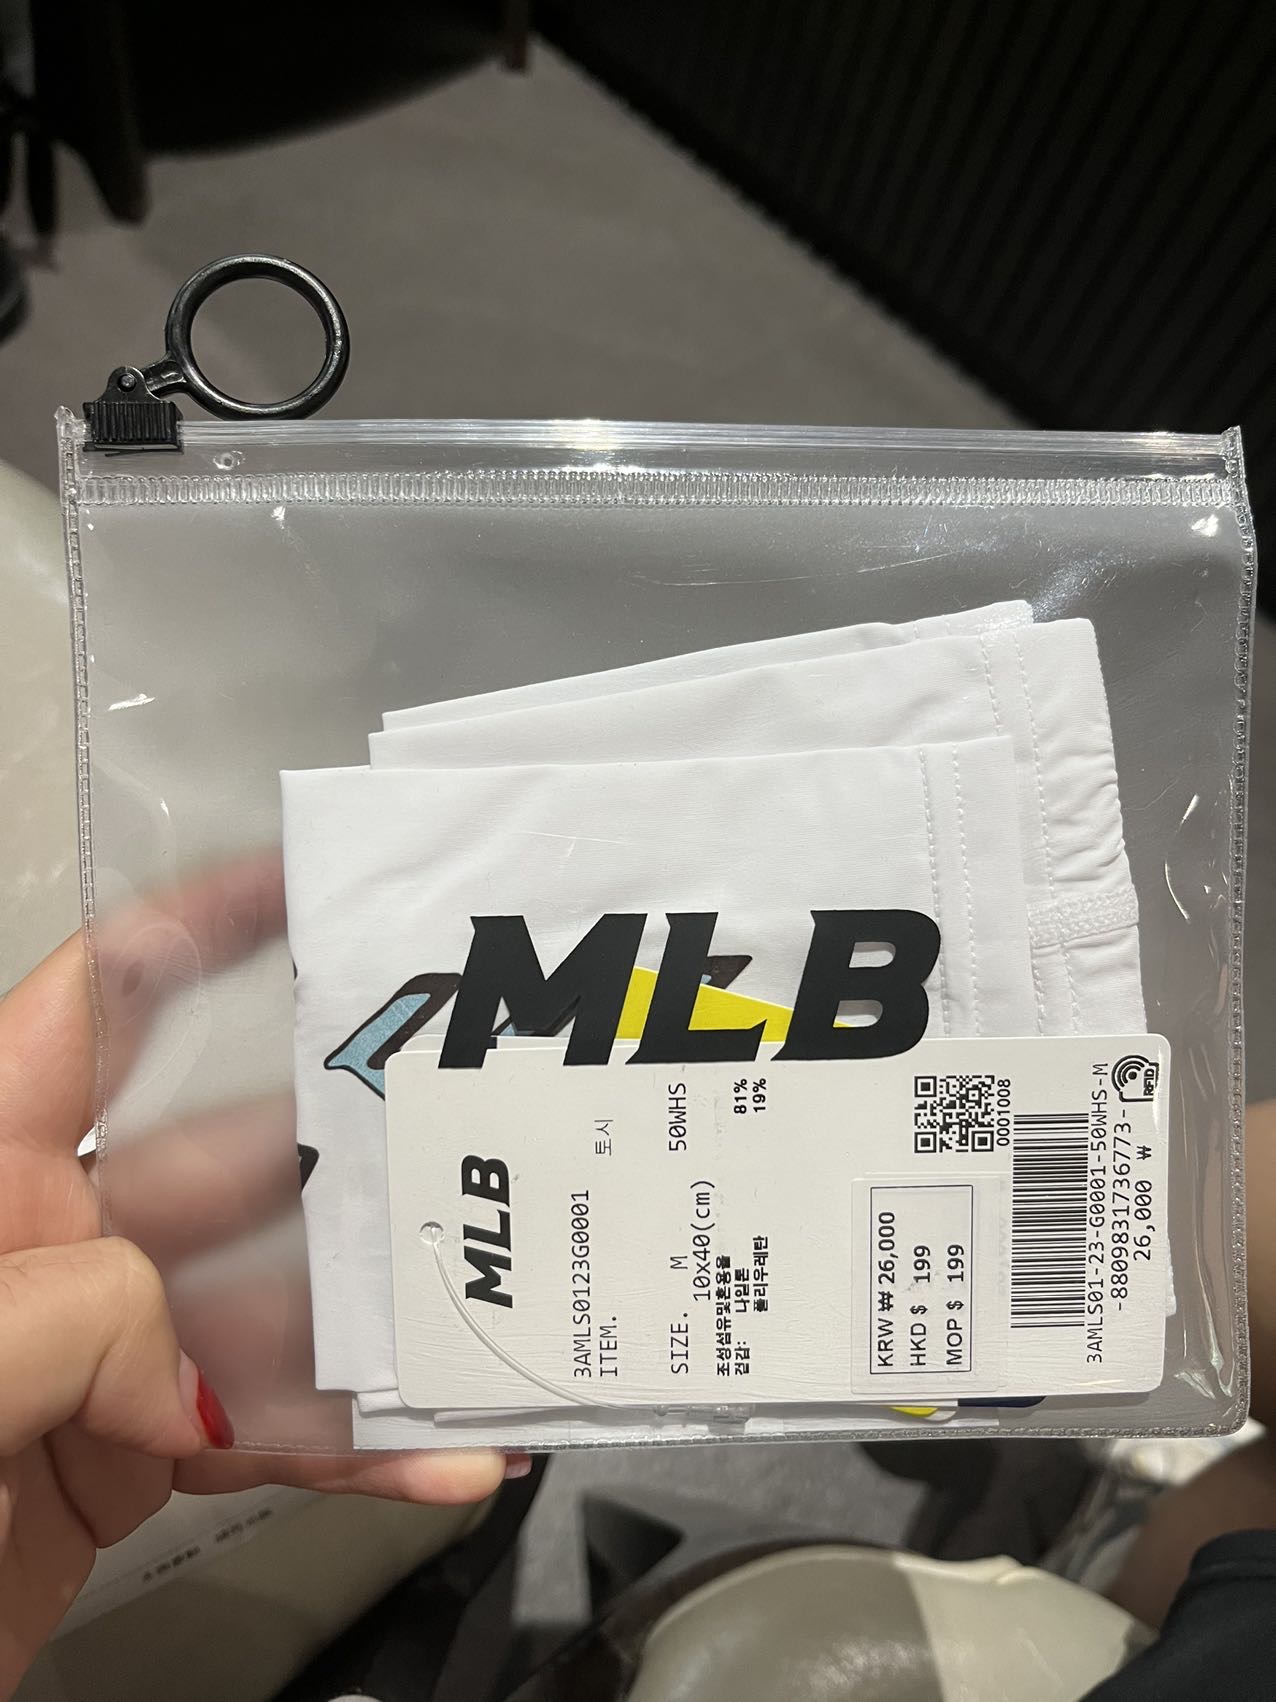 MLB
MLB
3AMLS0123G0001
ITEM. 토시
SIZE. M 50WHS
10x40(cm)
조성섬유및혼용율
겉감: 나일론 81%
폴리우레탄 19%
KRW ₩ 26,000
HKD $ 199
MOP $ 199
0001008
3AMLS01-23-G0001-50WHS-M
-8809831736773-
26,000 ₩
RFID